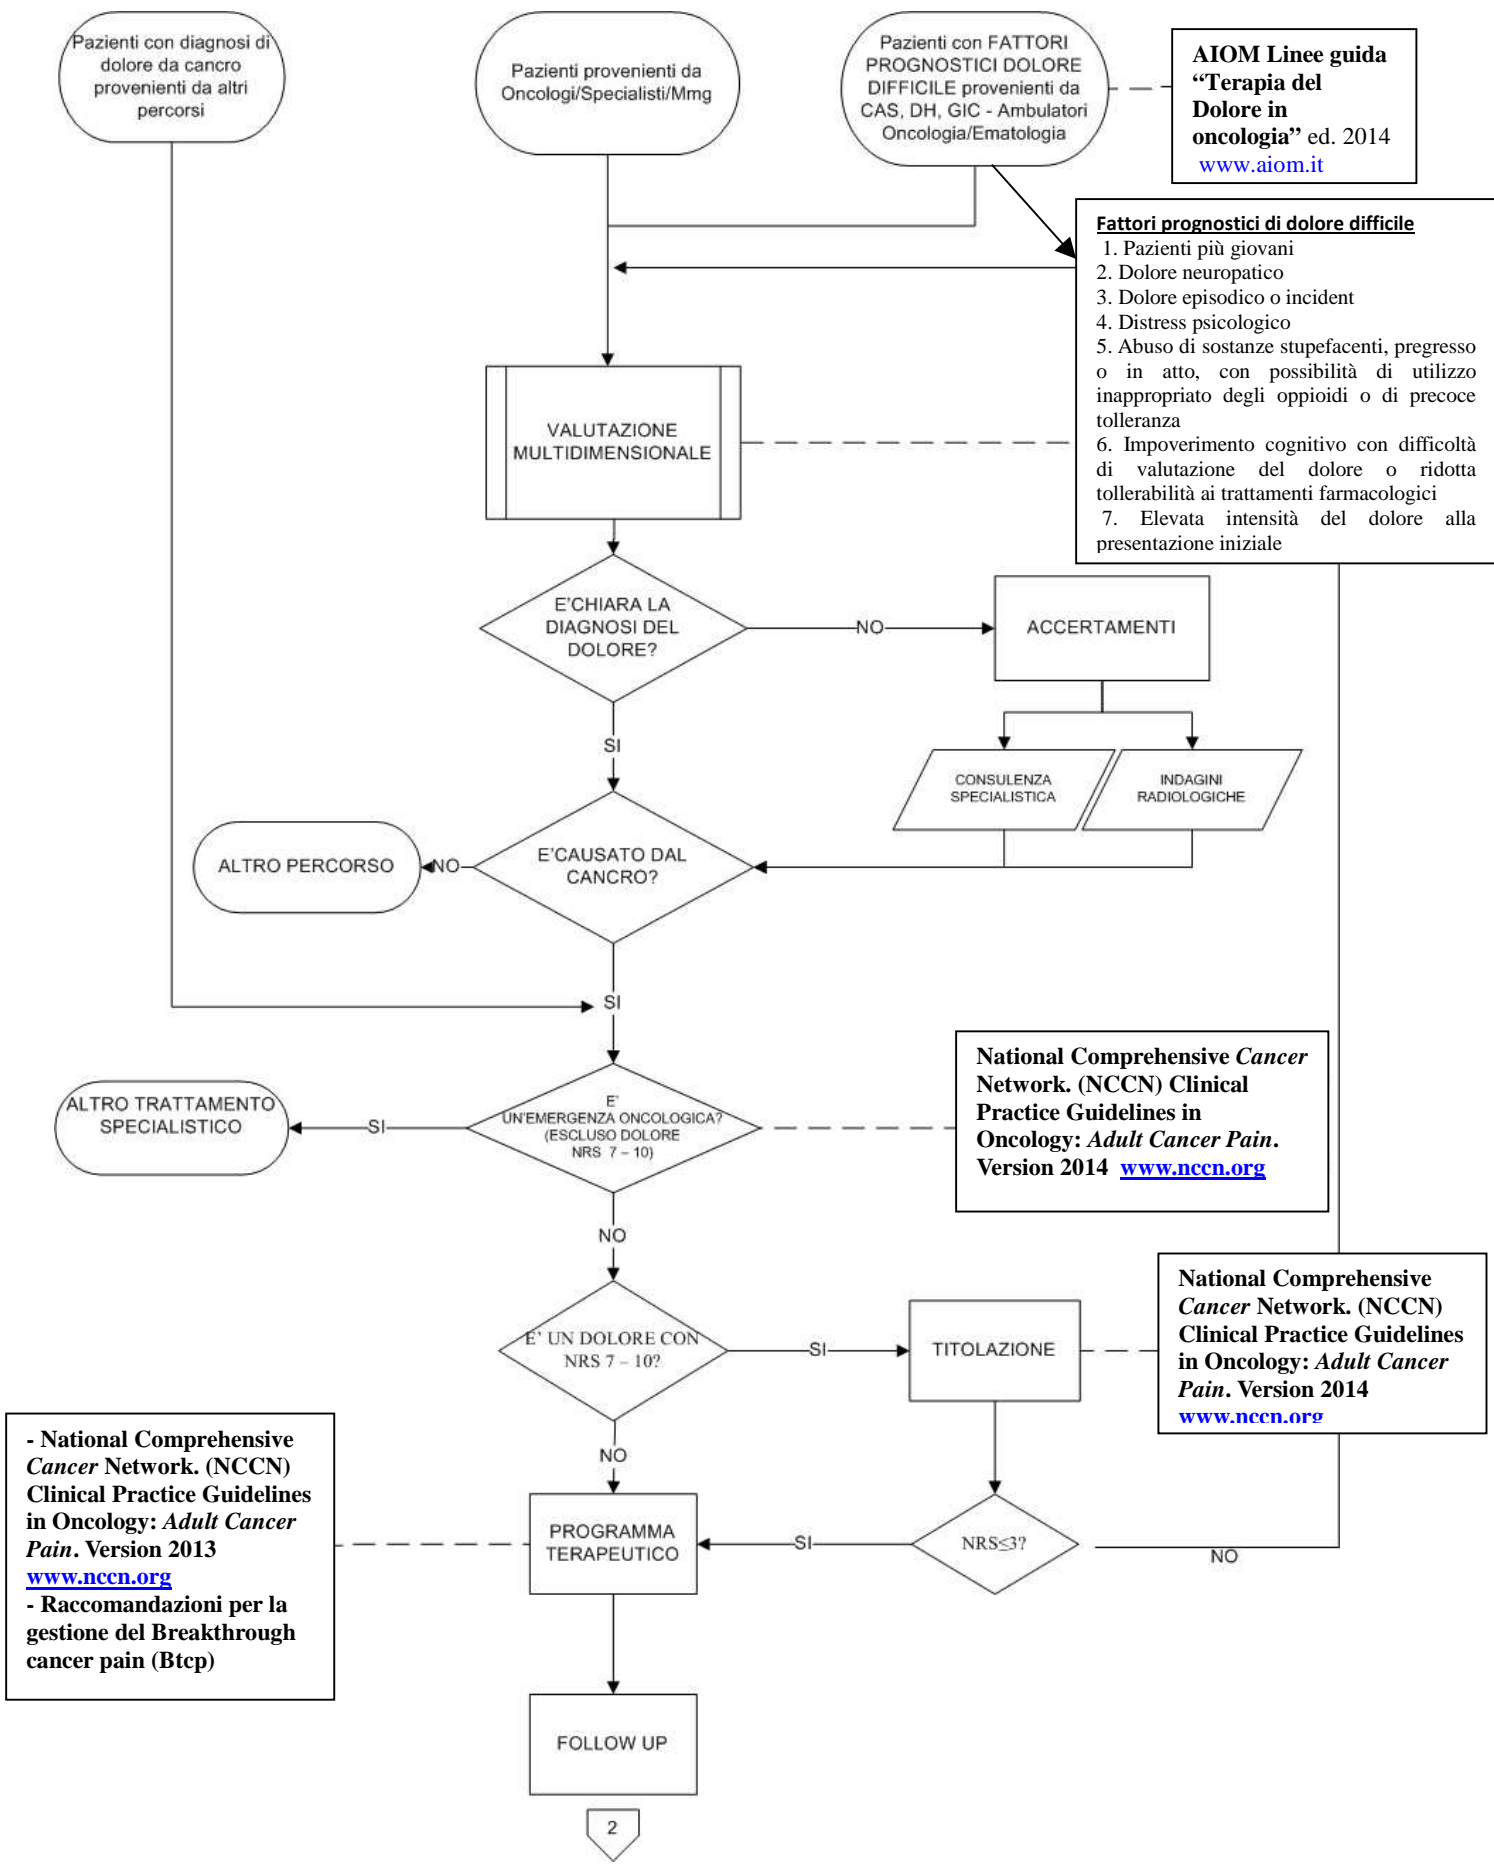 Pazienti con diagnosi di
dolore da cancro
provenienti da altri
percorsi
Pazienti provenienti da
Oncologi/Specialisti/Mmg
Pazienti con FATTORI
PROGNOSTICI DOLORE
DIFFICILE provenienti da
CAS, DH, GIC - Ambulatori
Oncologia/Ematologia
AIOM Linee guida
“Terapia del
Dolore in
oncologia” ed. 2014
www.aiom.it
Fattori prognostici di dolore difficile
1. Pazienti più giovani
2. Dolore neuropatico
3. Dolore episodico o incident
4. Distress psicologico
5. Abuso di sostanze stupefacenti, pregresso
o in atto, con possibilità di utilizzo
inappropriato degli oppioidi o di precoce
tolleranza
6. Impoverimento cognitivo con difficoltà
di valutazione del dolore o ridotta
tollerabilità ai trattamenti farmacologici
7. Elevata intensità del dolore alla
presentazione iniziale
VALUTAZIONE
MULTIDIMENSIONALE
E'CHIARA LA
DIAGNOSI DEL
DOLORE?
NO
ACCERTAMENTI
SI
CONSULENZA
SPECIALISTICA
INDAGINI
RADIOLOGICHE
E'CAUSATO DAL
CANCRO?
NO
ALTRO PERCORSO
SI
E'
UN'EMERGENZA ONCOLOGICA?
(ESCLUSO DOLORE
NRS 7 – 10)
SI
ALTRO TRATTAMENTO
SPECIALISTICO
National Comprehensive Cancer
Network. (NCCN) Clinical
Practice Guidelines in
Oncology: Adult Cancer Pain.
Version 2014 www.nccn.org
NO
E' UN DOLORE CON
NRS 7 – 10?
SI
TITOLAZIONE
National Comprehensive
Cancer Network. (NCCN)
Clinical Practice Guidelines
in Oncology: Adult Cancer
Pain. Version 2014
www.nccn.org
NO
- National Comprehensive
Cancer Network. (NCCN)
Clinical Practice Guidelines
in Oncology: Adult Cancer
Pain. Version 2013
www.nccn.org
- Raccomandazioni per la
gestione del Breakthrough
cancer pain (Btcp)
PROGRAMMA
TERAPEUTICO
SI
NRS≤3?
NO
FOLLOW UP
2